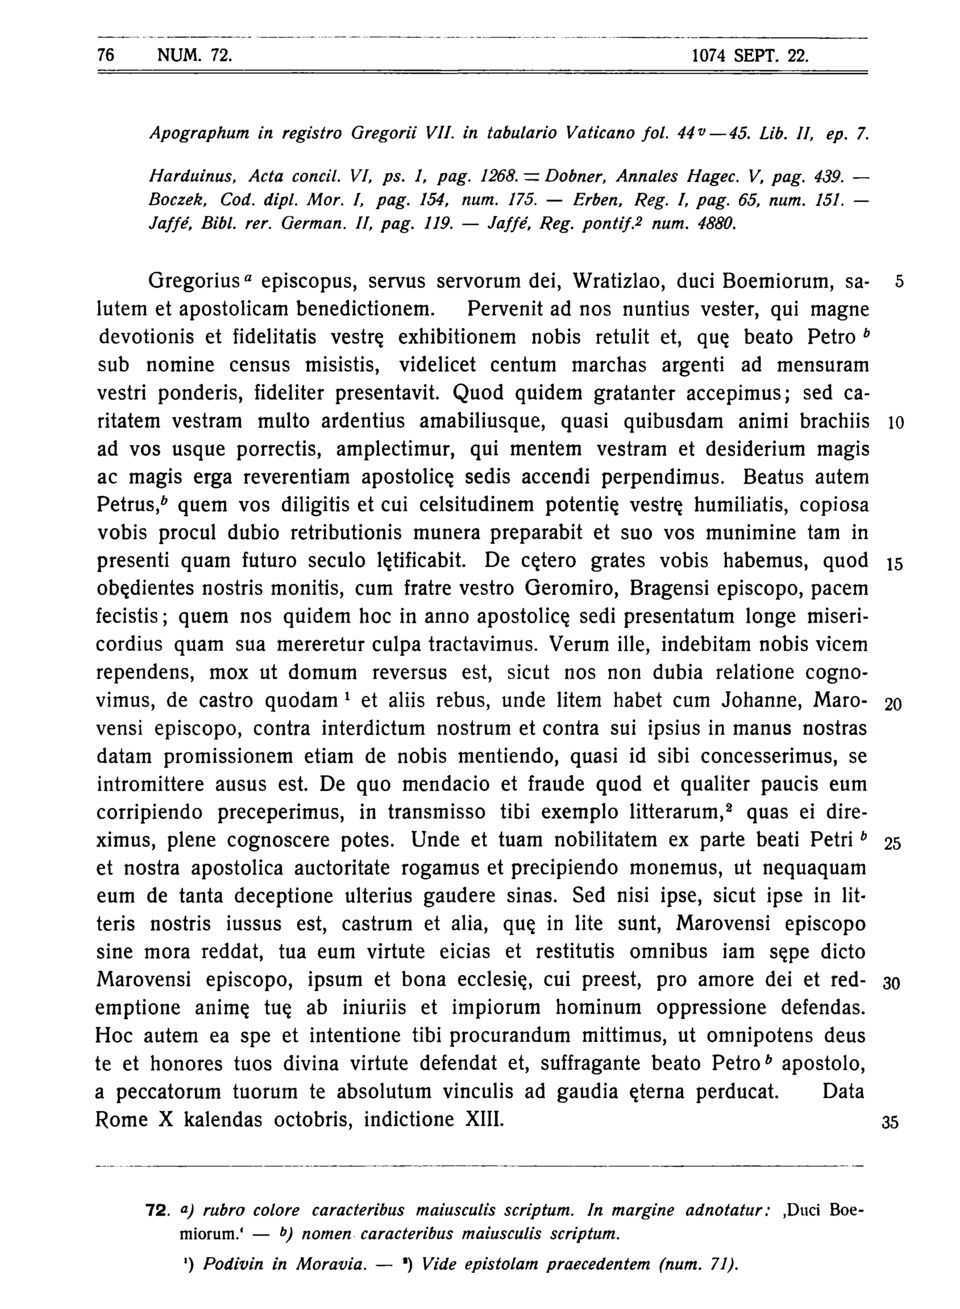 76 NUM. 72. 1074 SEPT. 22.
Apographum in registro Gregorii VII. in tabulario Vaticano fol. 44v—45. Lib. II, ep. 7.
Harduinus, Acta concil. VI, ps. 1, pag. 1268. = Dobner, Annales Hagec. V, pag. 439. —
Boczek, Cod. dipl. Mor. I, pag. 154, num. 175. — Erben, Reg. I, pag. 65, num. 151. —
Jaffé, Bibl. rer. German. II, pag. 119. — Jaffé, Reg. pontif.² num. 4880.
Gregorius a episcopus, servus servorum dei, Wratizlao, duci Boemiorum, sa- 5
lutem et apostolicam benedictionem. Pervenit ad nos nuntius vester, qui magne
devotionis et fidelitatis vestrę exhibitionem nobis retulit et, quę beato Petro b
sub nomine census misistis, videlicet centum marchas argenti ad mensuram
vestri ponderis, fideliter presentavit. Quod quidem gratanter accepimus; sed ca-
ritatem vestram multo ardentius amabiliusque, quasi quibusdam animi brachiis 10
ad vos usque porrectis, amplectimur, qui mentem vestram et desiderium magis
ac magis erga reverentiam apostolicę sedis accendi perpendimus. Beatus autem
Petrus,b quem vos diligitis et cui celsitudinem potentię vestrę humiliatis, copiosa
vobis procul dubio retributionis munera preparabit et suo vos munimine tam in
presenti quam futuro seculo lętificabit. De cętero grates vobis habemus, quod 15
obędientes nostris monitis, cum fratre vestro Geromiro, Bragensi episcopo, pacem
fecistis; quem nos quidem hoc in anno apostolicę sedi presentatum longe miseri-
cordius quam sua mereretur culpa tractavimus. Verum ille, indebitam nobis vicem
rependens, mox ut domum reversus est, sicut nos non dubia relatione cogno-
vimus, de castro quodam ¹ et aliis rebus, unde litem habet cum Johanne, Maro- 20
vensi episcopo, contra interdictum nostrum et contra sui ipsius in manus nostras
datam promissionem etiam de nobis mentiendo, quasi id sibi concesserimus, se
intromittere ausus est. De quo mendacio et fraude quod et qualiter paucis eum
corripiendo preceperimus, in transmisso tibi exemplo litterarum,² quas ei dire-
ximus, plene cognoscere potes. Unde et tuam nobilitatem ex parte beati Petri b 25
et nostra apostolica auctoritate rogamus et precipiendo monemus, ut nequaquam
eum de tanta deceptione ulterius gaudere sinas. Sed nisi ipse, sicut ipse in lit-
teris nostris iussus est, castrum et alia, quę in lite sunt, Marovensi episcopo
sine mora reddat, tua eum virtute eicias et restitutis omnibus iam sępe dicto
Marovensi episcopo, ipsum et bona ecclesię, cui preest, pro amore dei et red- 30
emptione animę tuę ab iniuriis et impiorum hominum oppressione defendas.
Hoc autem ea spe et intentione tibi procurandum mittimus, ut omnipotens deus
te et honores tuos divina virtute defendat et, suffragante beato Petro b apostolo,
a peccatorum tuorum te absolutum vinculis ad gaudia ęterna perducat. Data
Rome X kalendas octobris, indictione XIII. 35
72. a) rubro colore caracteribus maiusculis scriptum. In margine adnotatur: ‚Duci Boe-
miorum.‘ — b) nomen caracteribus maiusculis scriptum.
¹) Podivin in Moravia. — ²) Vide epistolam praecedentem (num. 71).